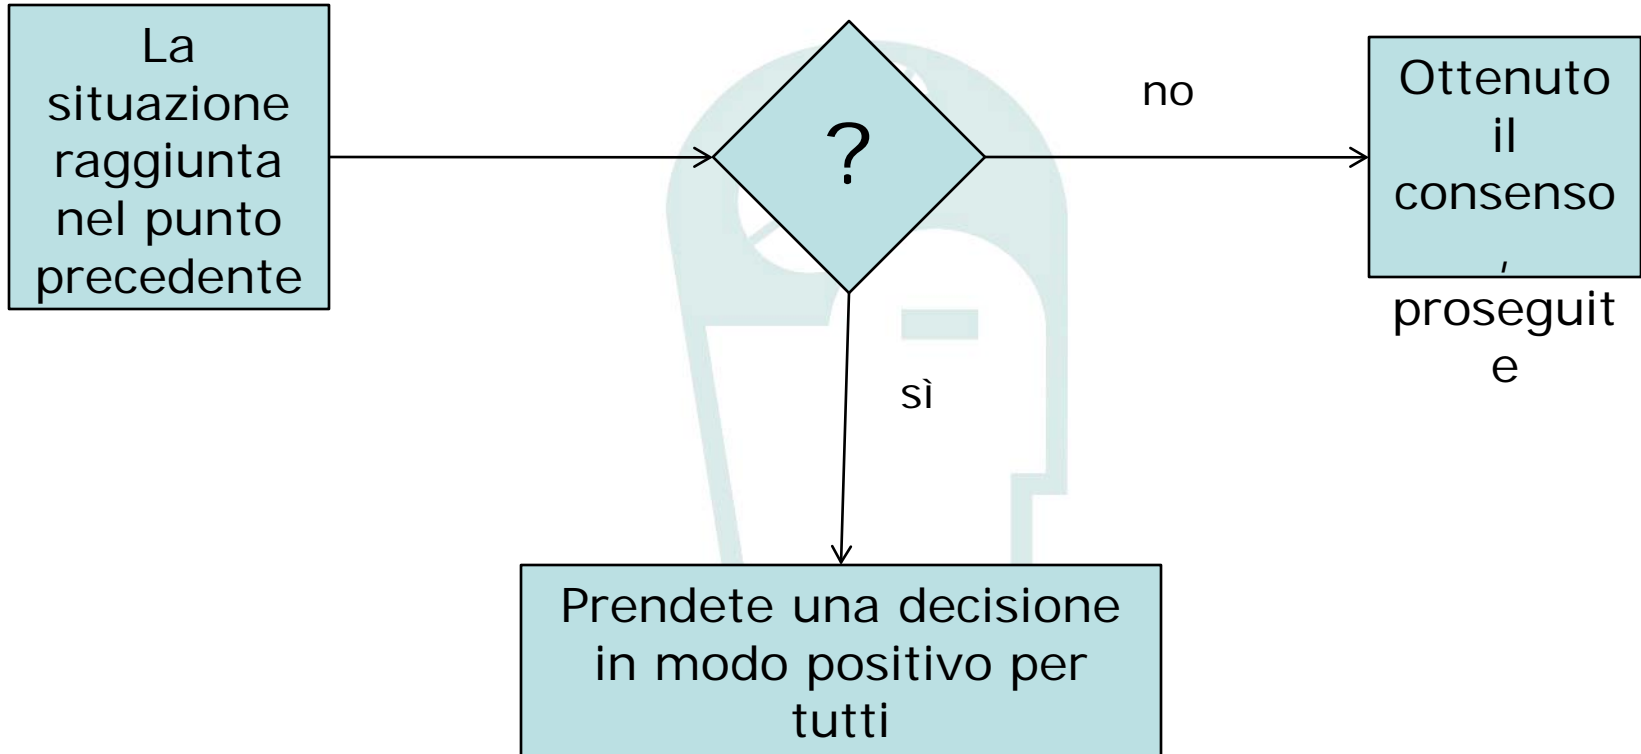 La
situazione
raggiunta
nel punto
precedente
?
no
Ottenuto
il
consenso
,
proseguit
e
sì
Prendete una decisione
in modo positivo per
tutti